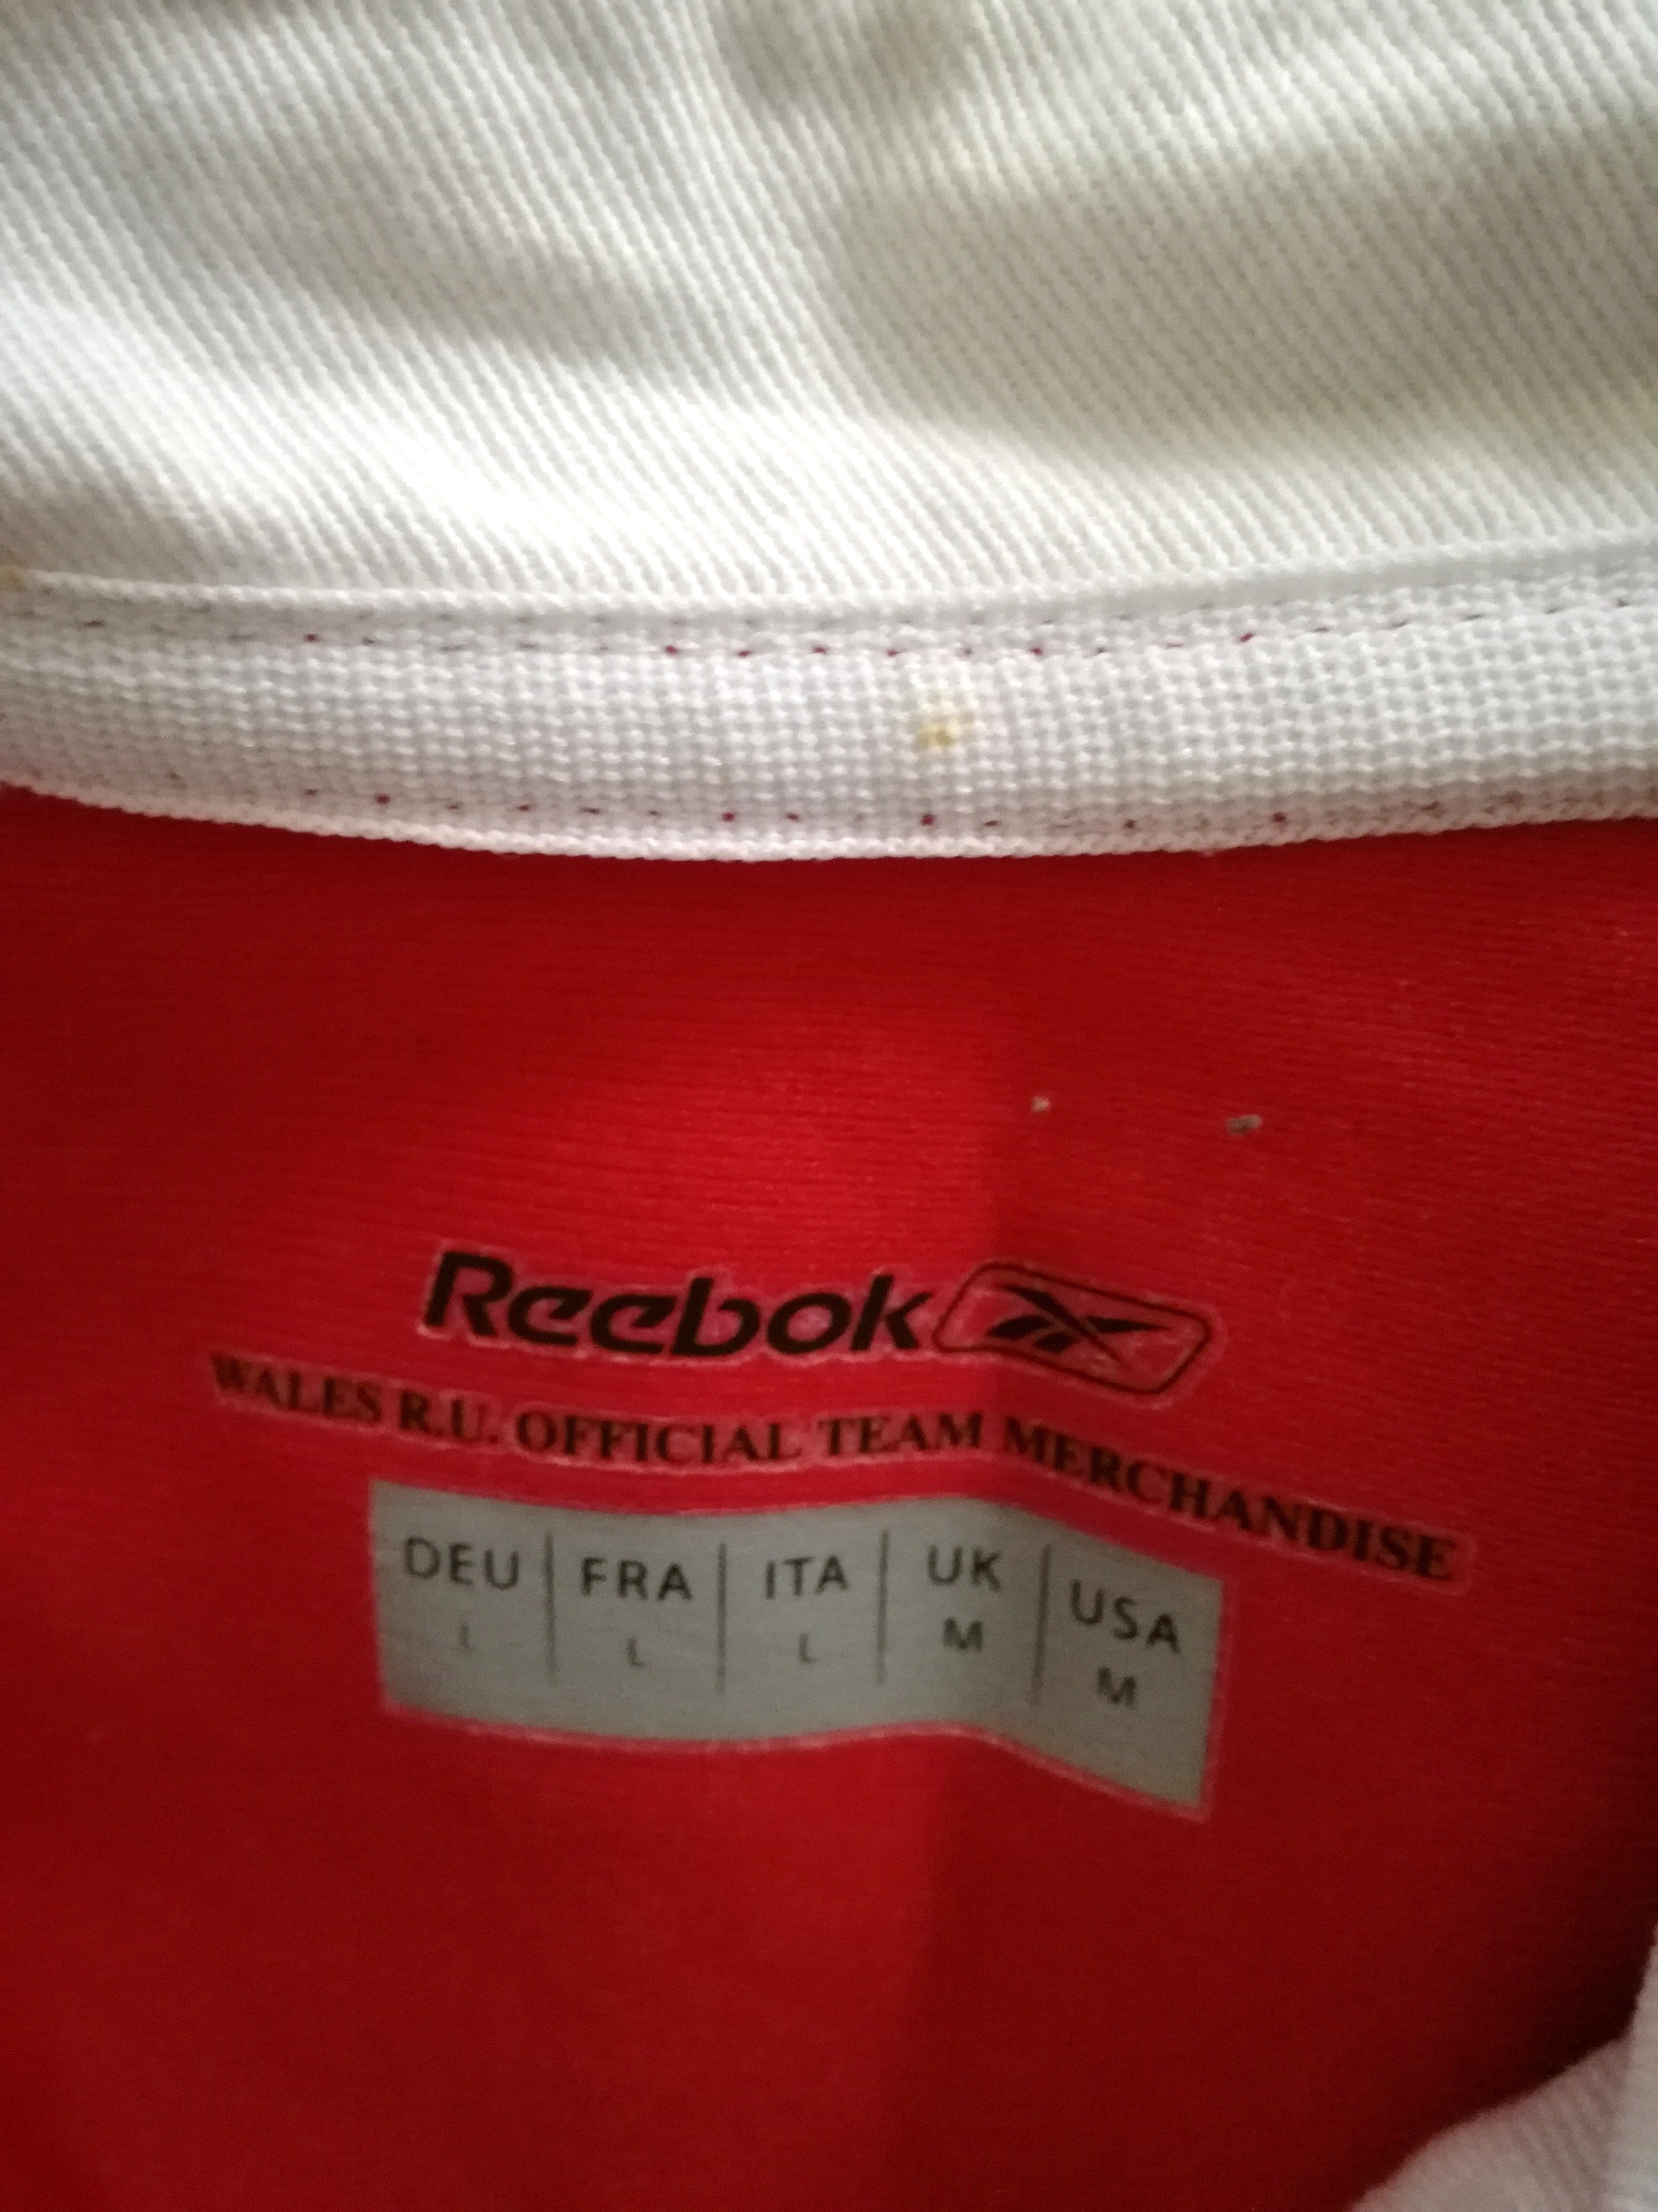 Reebok
WALES R.U. OFFICIAL TEAM MERCHANDISE
DEU FRA ITA UK USA
L L L M M